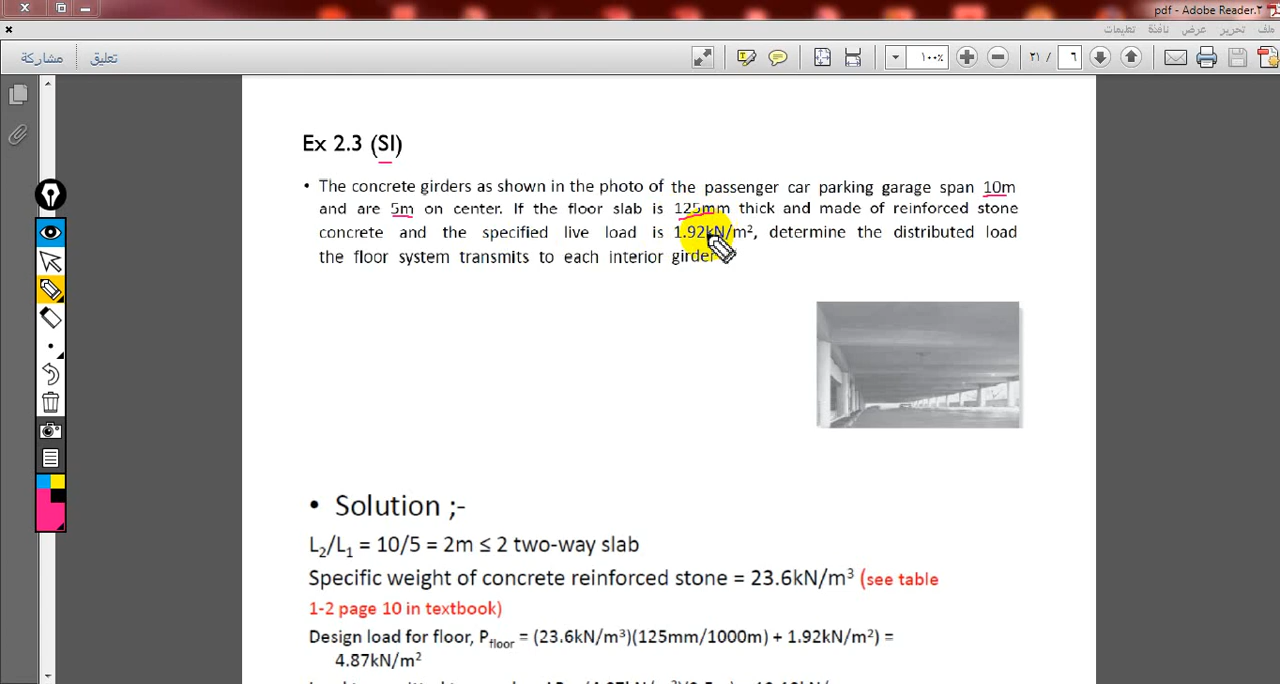 pdf - Adobe Reader.٢
ملف تحرير عرض نافذة تعليمات
مشاركة تعليق ١٠٠٪ ٢١ / ٦
Ex 2.3 (SI)
• The concrete girders as shown in the photo of the passenger car parking garage span 10m
and are 5m on center. If the floor slab is 125mm thick and made of reinforced stone
concrete and the specified live load is 1.92kN/m², determine the distributed load
the floor system transmits to each interior girder
• Solution ;-
L₂/L₁ = 10/5 = 2m ≤ 2 two-way slab
Specific weight of concrete reinforced stone = 23.6kN/m³ (see table
1-2 page 10 in textbook)
Design load for floor, Pfloor = (23.6kN/m³)(125mm/1000m) + 1.92kN/m²) =
4.87kN/m²